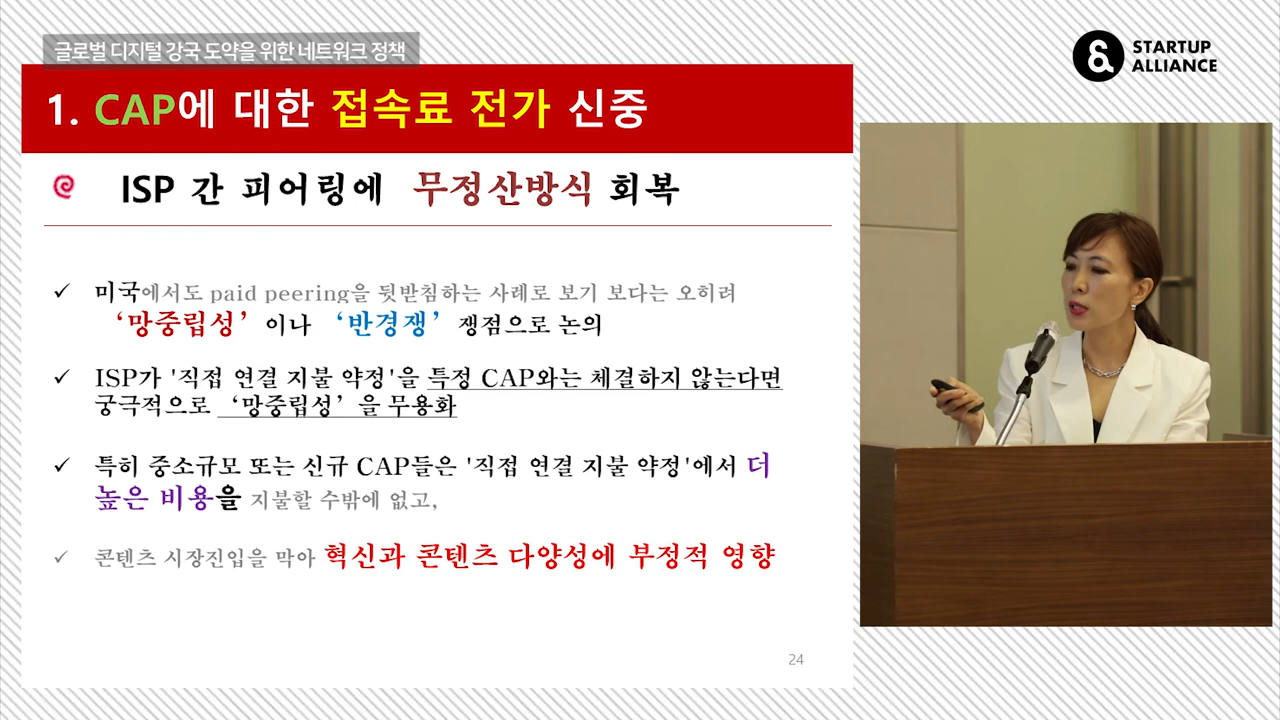 글로벌 디지털 강국 도약을 위한 네트워크 정책
STARTUP
ALLIANCE
1. CAP에 대한 접속료 전가 신중
ISP 간 피어링에 무정산방식 회복
✓ 미국에서도 paid peering을 뒷받침하는 사례로 보기 보다는 오히려
‘망중립성’ 이나 ‘반경쟁’ 쟁점으로 논의
✓ ISP가 '직접 연결 지불 약정'을 특정 CAP와는 체결하지 않는다면
궁극적으로 ‘망중립성’을 무용화
✓ 특히 중소규모 또는 신규 CAP들은 '직접 연결 지불 약정'에서 더
높은 비용을 지불할 수밖에 없고,
✓ 콘텐츠 시장진입을 막아 혁신과 콘텐츠 다양성에 부정적 영향
24